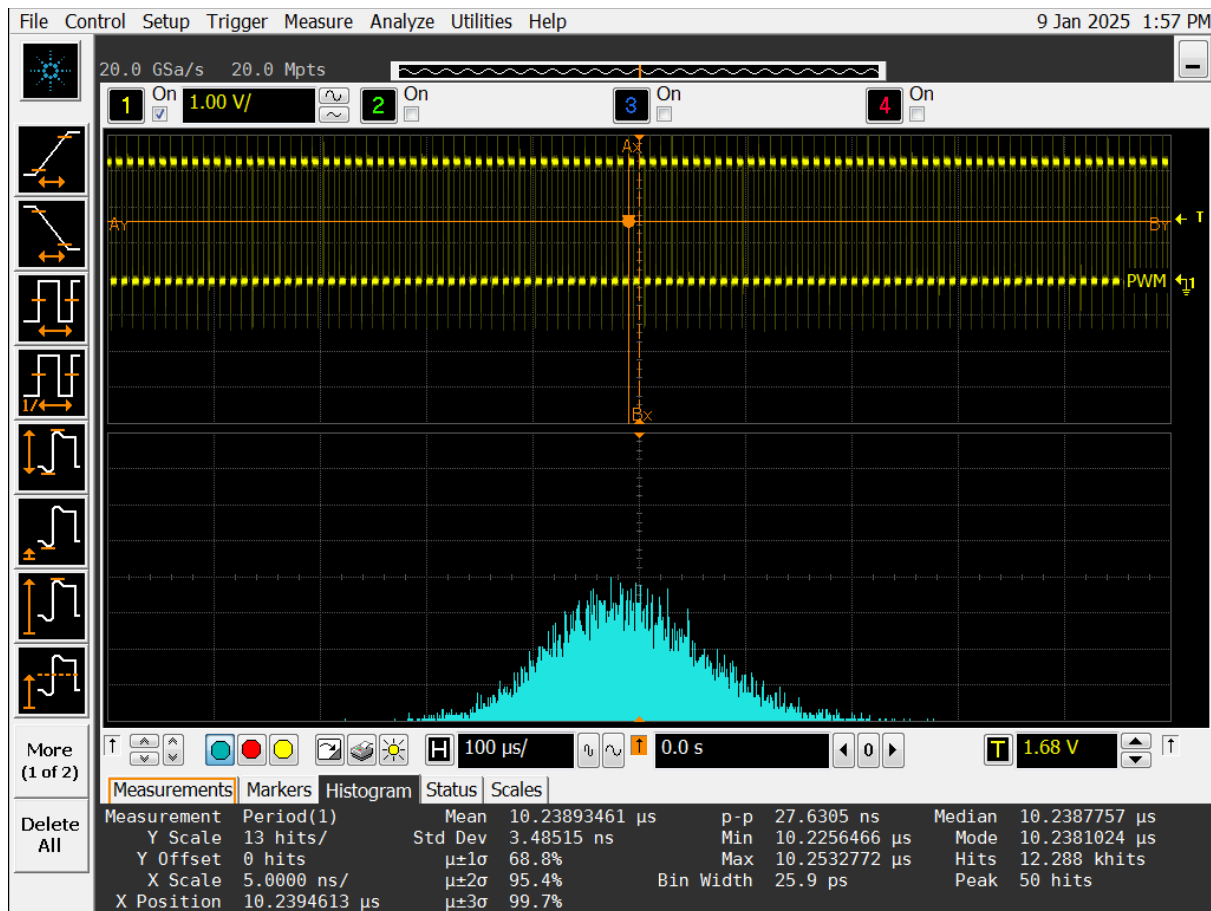 File Control Setup Trigger Measure Analyze Utilities Help 9 Jan 2025 1:57 PM
20.0 GSa/s 20.0 Mpts
1 On 1.00 V/ 2 On 3 On 4 On
Ax
AY BY T
PWM 1
Bx
1/
More
(1 of 2)
Delete
All
H 100 µs/ 0.0 s 0 T 1.68 V
Measurements Markers Histogram Status Scales
Measurement Period(1) Mean 10.23893461 µs p-p 27.6305 ns Median 10.2387757 µs
Y Scale 13 hits/ Std Dev 3.48515 ns Min 10.2256466 µs Mode 10.2381024 µs
Y Offset 0 hits µ±1σ 68.8% Max 10.2532772 µs Hits 12.288 khits
X Scale 5.0000 ns/ µ±2σ 95.4% Bin Width 25.9 ps Peak 50 hits
X Position 10.2394613 µs µ±3σ 99.7%